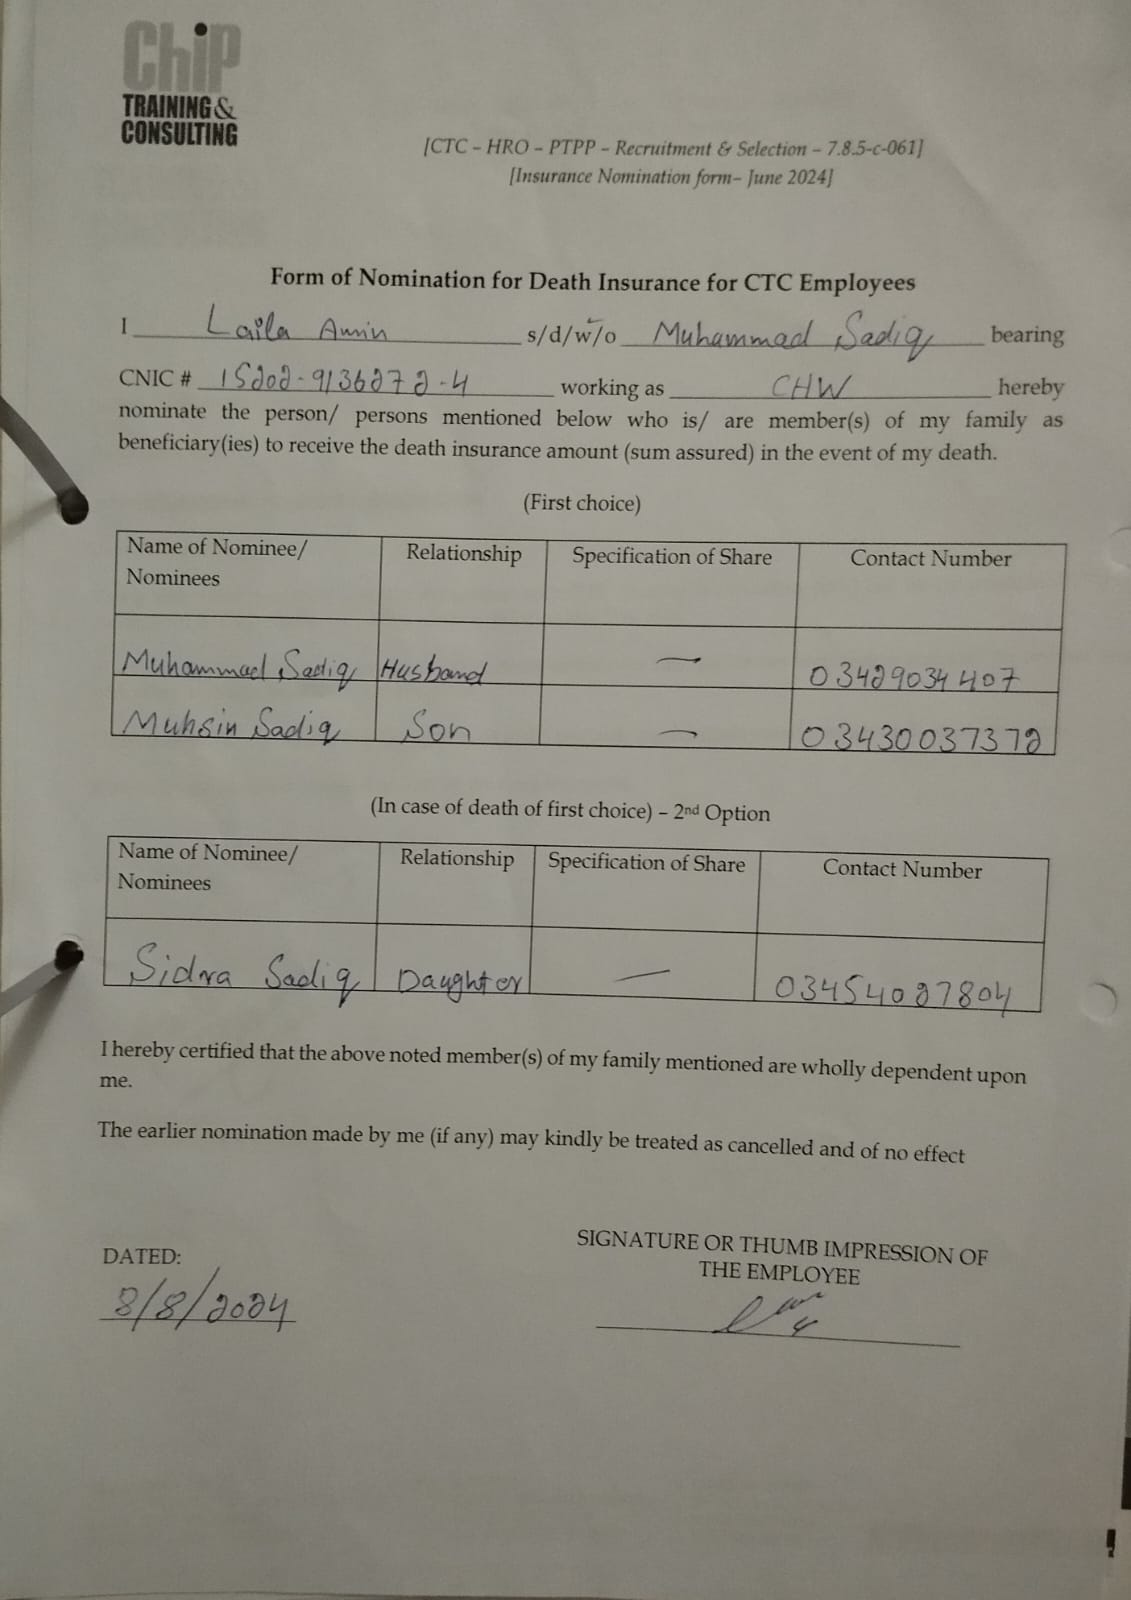 ChiP
TRAINING &
CONSULTING
[CTC – HRO – PTPP – Recruitment & Selection – 7.8.5-c-061]
[Insurance Nomination form– June 2024]
Form of Nomination for Death Insurance for CTC Employees
I Laila Amin s/d/w/o Muhammad Sadiq bearing
CNIC # 15202-9136272-4 working as CHW hereby
nominate the person/ persons mentioned below who is/ are member(s) of my family as
beneficiary(ies) to receive the death insurance amount (sum assured) in the event of my death.
(First choice)
Name of Nominee/ Relationship Specification of Share Contact Number
Nominees
Muhammad Sadiq Husband — 03429034407
Muhsin Sadiq Son — 03430037372
(In case of death of first choice) – 2nd Option
Name of Nominee/ Relationship Specification of Share Contact Number
Nominees
Sidra Sadiq Daughter — 03454027804
I hereby certified that the above noted member(s) of my family mentioned are wholly dependent upon
me.
The earlier nomination made by me (if any) may kindly be treated as cancelled and of no effect
SIGNATURE OR THUMB IMPRESSION OF
DATED: THE EMPLOYEE
8/8/2024